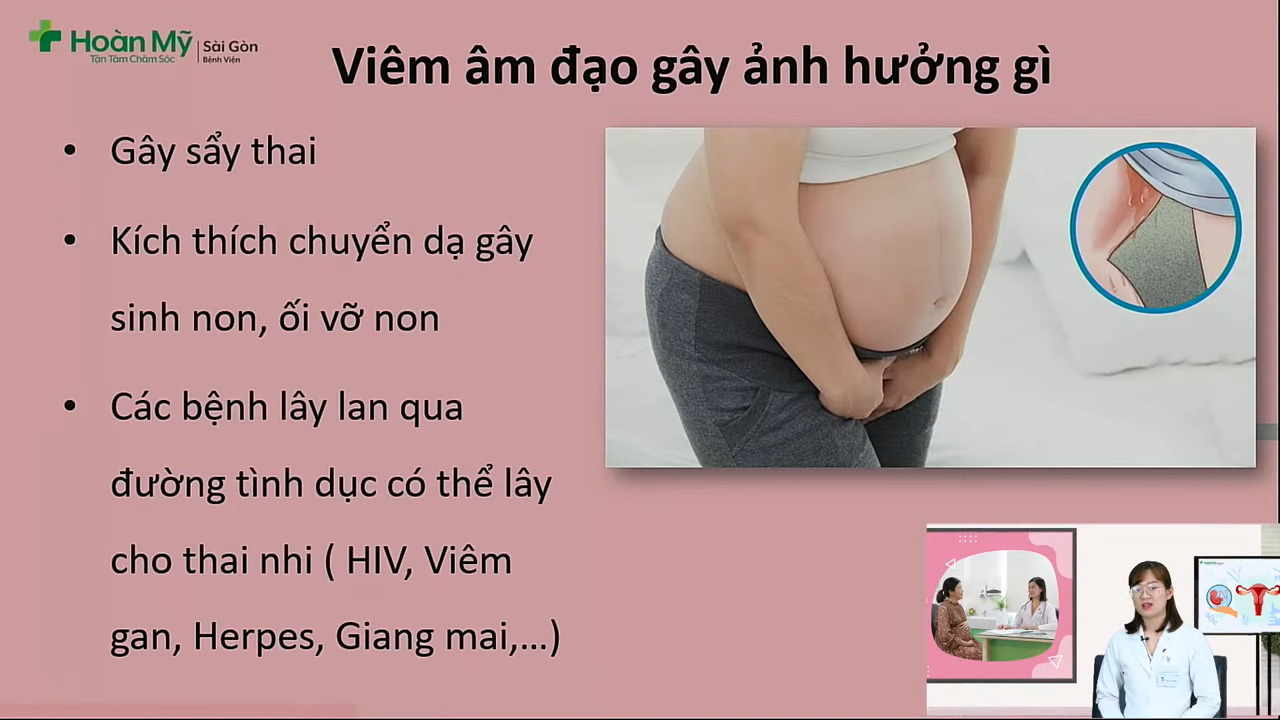 Hoàn Mỹ
Tận Tâm Chăm Sóc
Sài Gòn
Bệnh Viện
Viêm âm đạo gây ảnh hưởng gì
• Gây sẩy thai
• Kích thích chuyển dạ gây
sinh non, ối vỡ non
• Các bệnh lây lan qua
đường tình dục có thể lây
cho thai nhi ( HIV, Viêm
gan, Herpes, Giang mai,...)